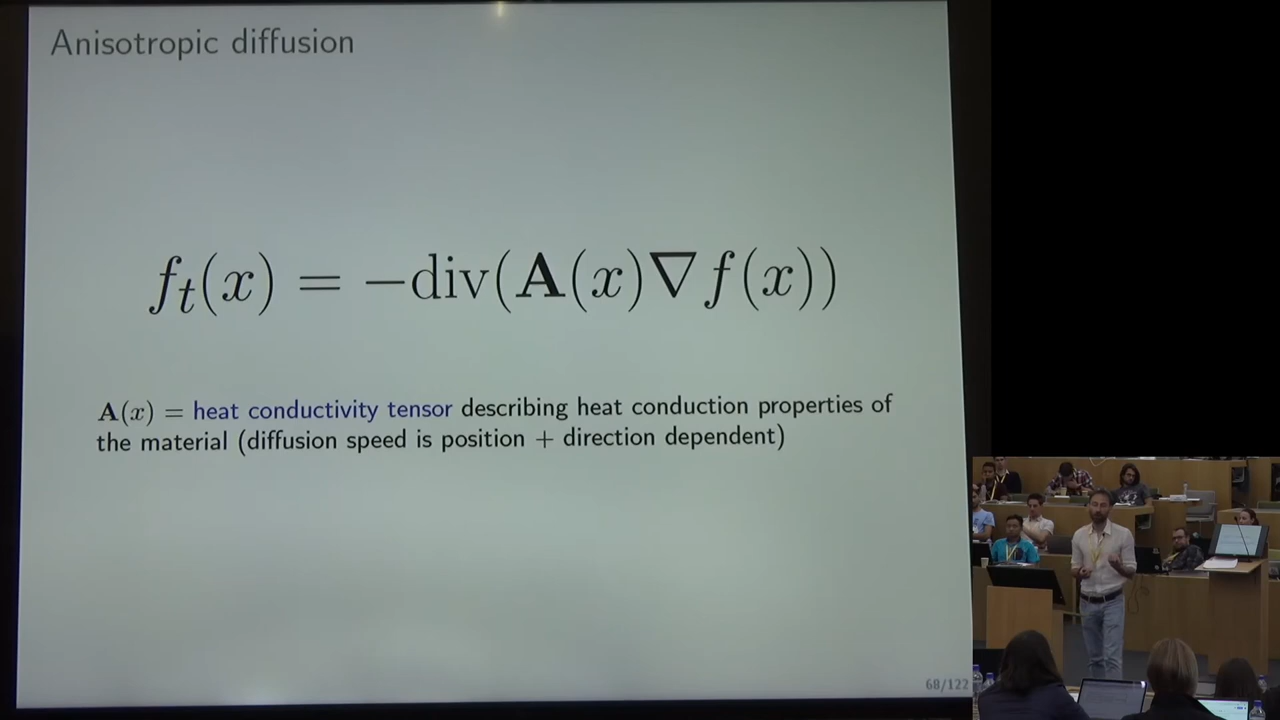 Anisotropic diffusion
fₜ(x) = −div(A(x)∇f(x))
A(x) = heat conductivity tensor describing heat conduction properties of
the material (diffusion speed is position + direction dependent)
68/122